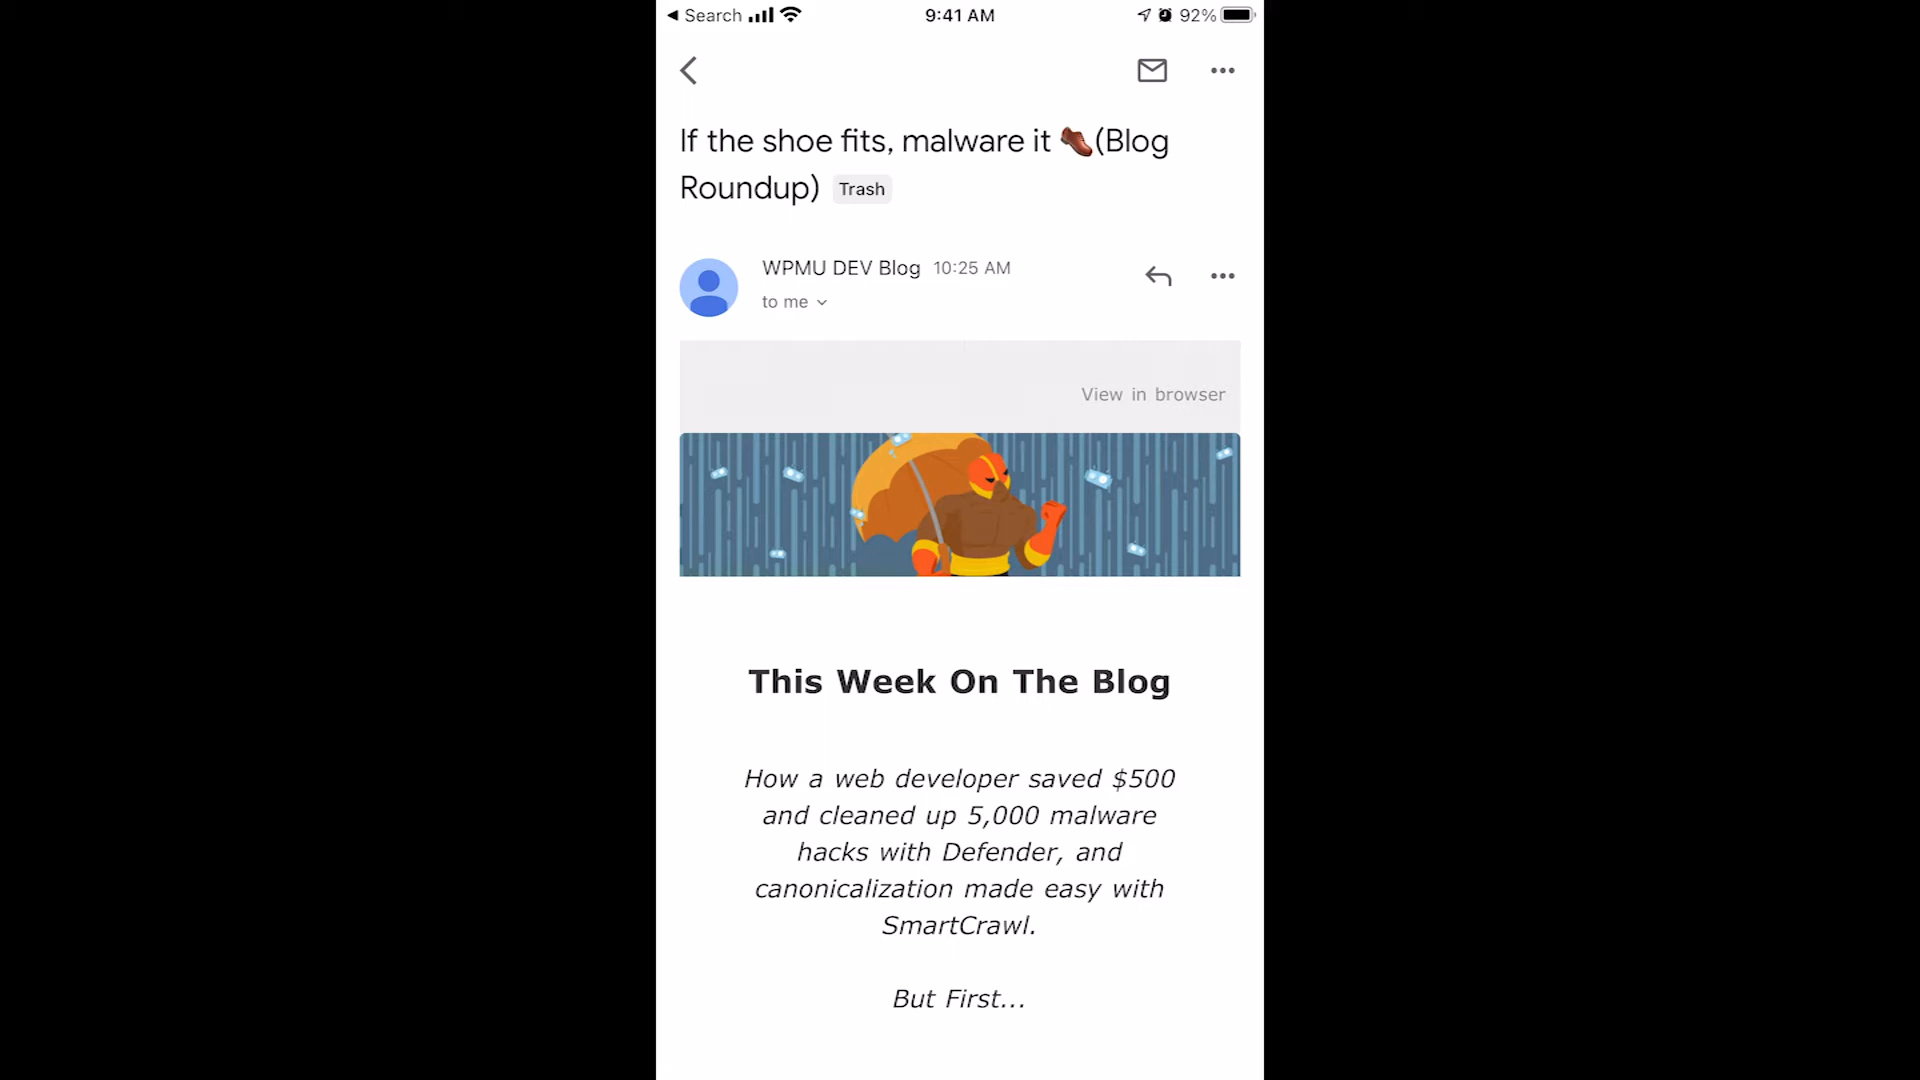 Search 9:41 AM 92%
If the shoe fits, malware it 👞(Blog
Roundup) Trash
WPMU DEV Blog 10:25 AM
to me
View in browser
This Week On The Blog
How a web developer saved $500
and cleaned up 5,000 malware
hacks with Defender, and
canonicalization made easy with
SmartCrawl.
But First...